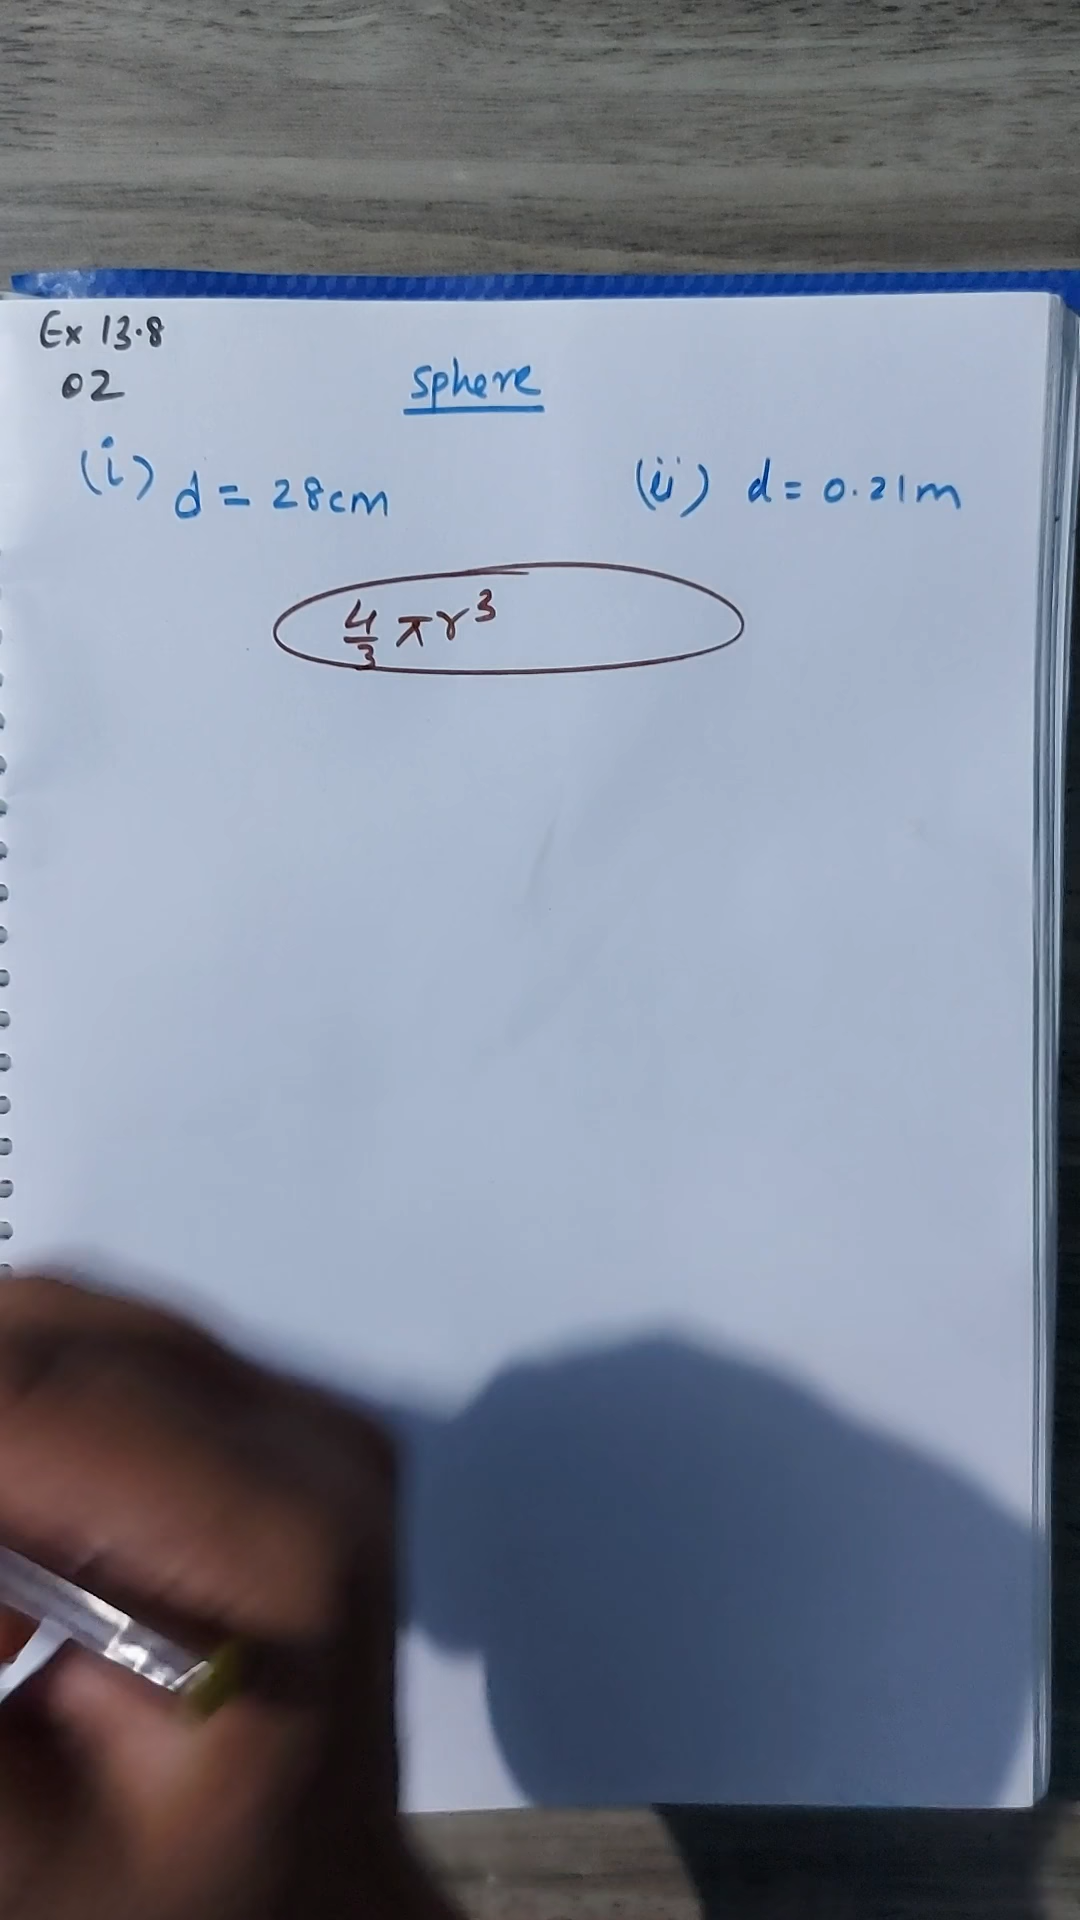 Ex 13.8
02
Sphere
(i) d = 28cm
(ii) d = 0.21m
4/3 πr³